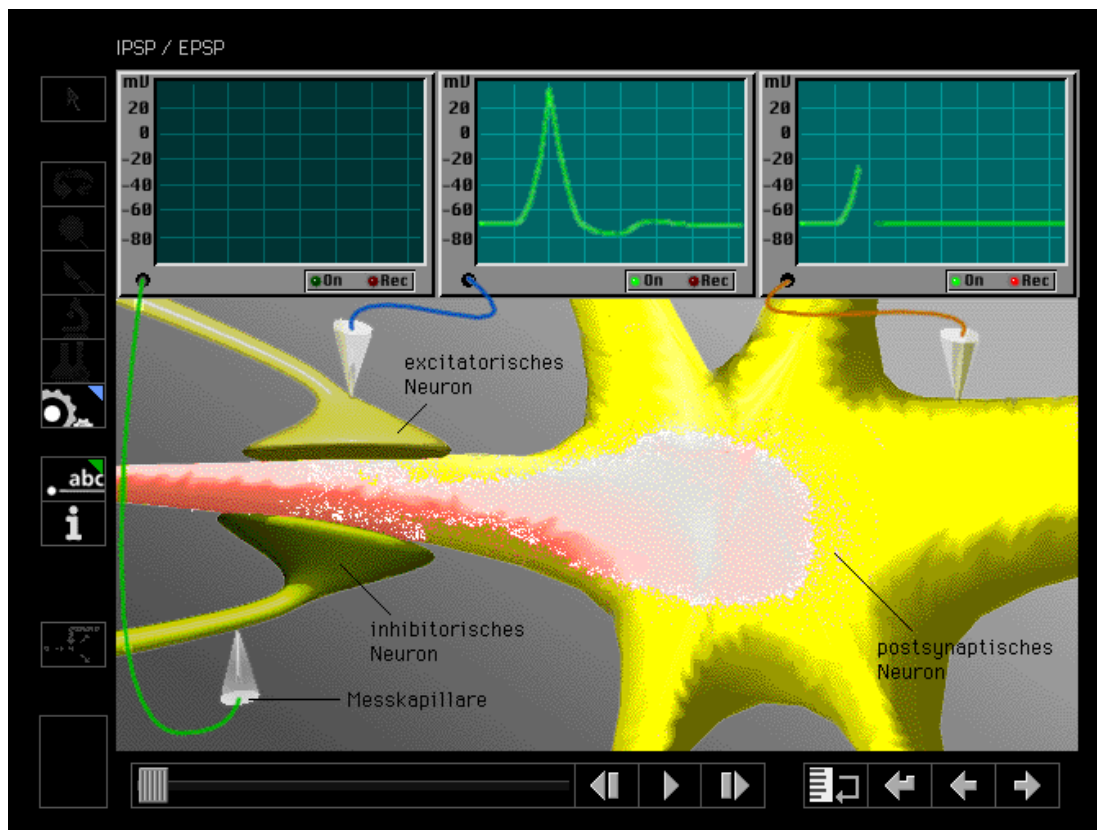 IPSP / EPSP
mV
20
0
-20
-40
-60
-80
On Rec
mV
20
0
-20
-40
-60
-80
On Rec
mV
20
0
-20
-40
-60
-80
On Rec
excitatorisches
Neuron
abc
i
inhibitorisches
Neuron
postsynaptisches
Neuron
Messkapillare